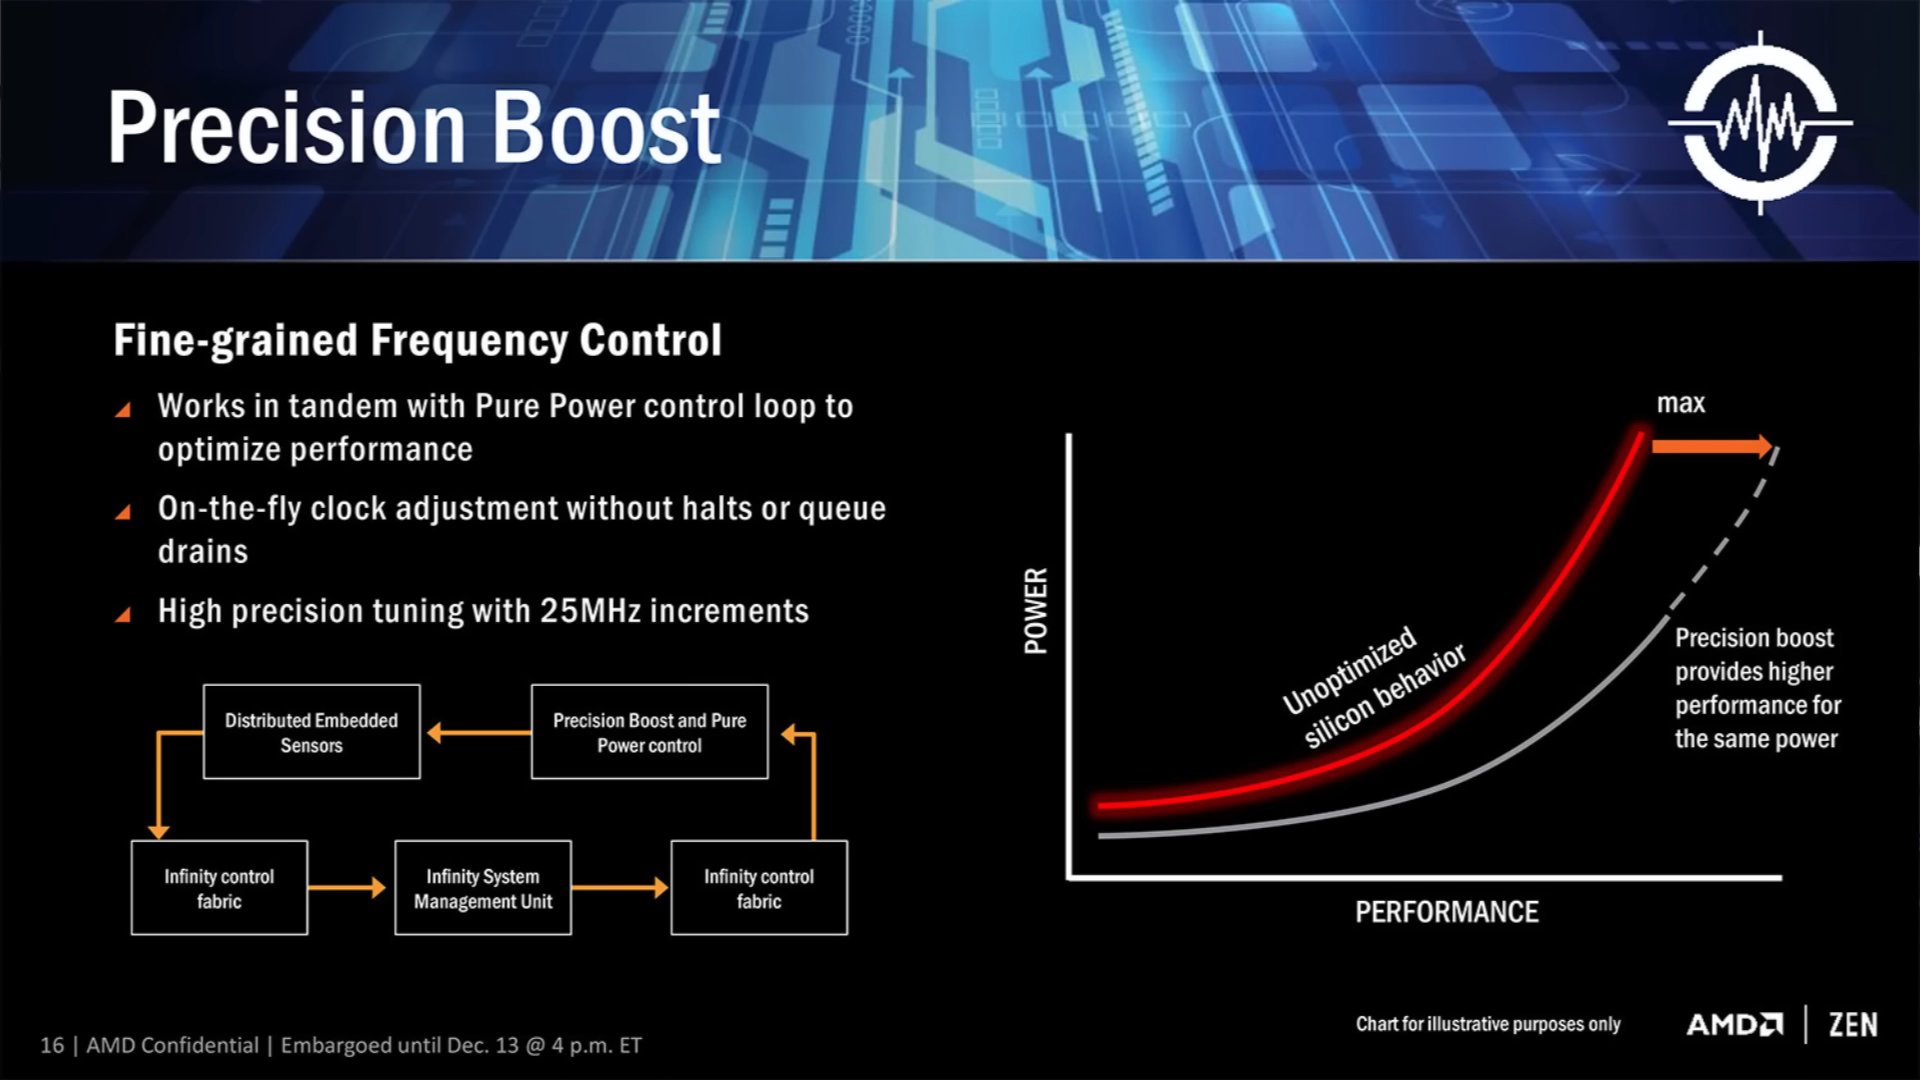 Precision Boost
Fine-grained Frequency Control
Works in tandem with Pure Power control loop to
optimize performance
On-the-fly clock adjustment without halts or queue
drains
High precision tuning with 25MHz increments
Distributed Embedded
Sensors
Precision Boost and Pure
Power control
Infinity control
fabric
Infinity System
Management Unit
Infinity control
fabric
max
POWER
Unoptimized
silicon behavior
Precision boost
provides higher
performance for
the same power
PERFORMANCE
Chart for illustrative purposes only
AMD | ZEN
16 | AMD Confidential | Embargoed until Dec. 13 @ 4 p.m. ET